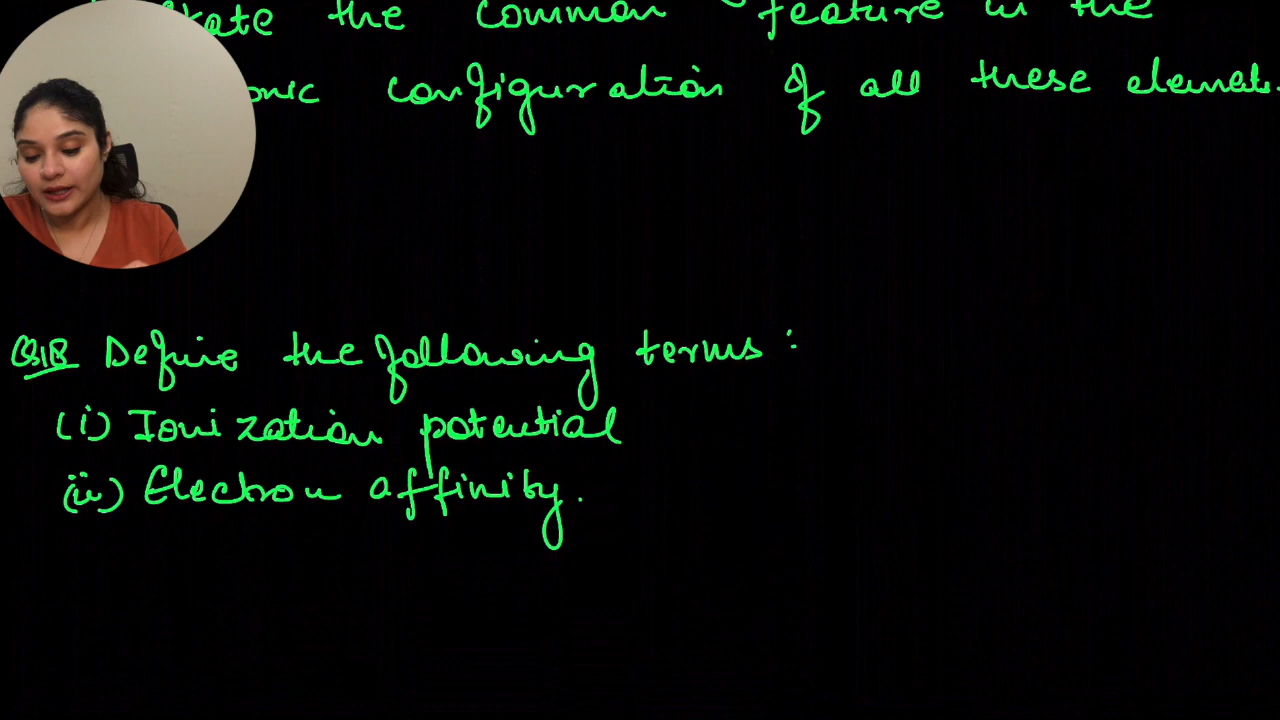 the common feature in the
configuration of all these elements.
Q18 Define the following terms:
(i) Ionization potential
(ii) Electron affinity.